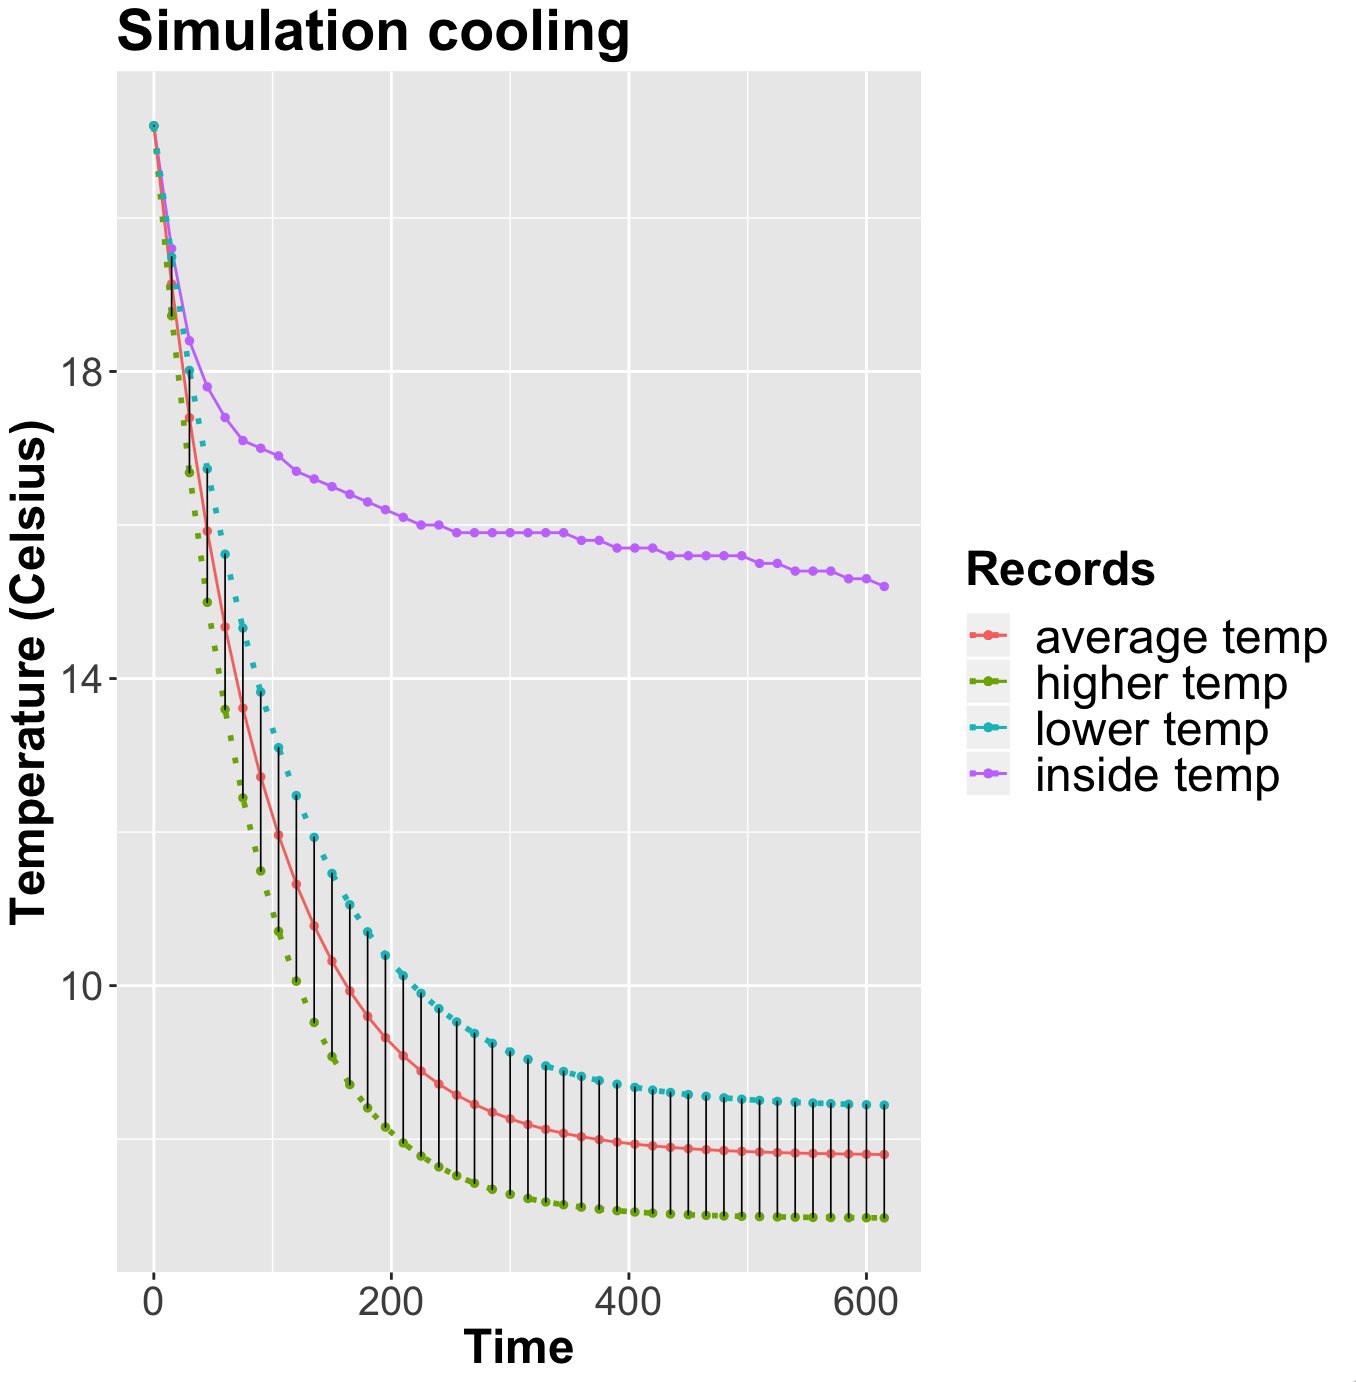 Simulation cooling
Temperature (Celsius)
18
14
10
0 200 400 600
Time
Records
average temp
higher temp
lower temp
inside temp